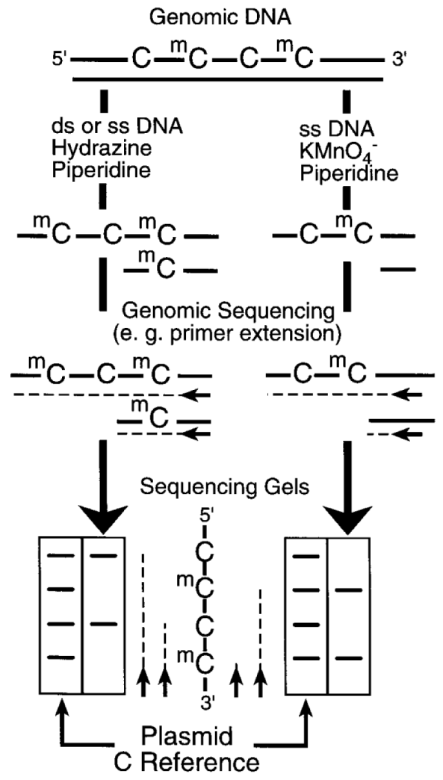 Genomic DNA
5' C mC C mC 3'
ds or ss DNA
Hydrazine
Piperidine
ss DNA
KMnO4-
Piperidine
mC C mC
mC
C mC
Genomic Sequencing
(e. g. primer extension)
mC C mC
mC
C mC
Sequencing Gels
5'
C
mC
C
mC
3'
Plasmid
C Reference